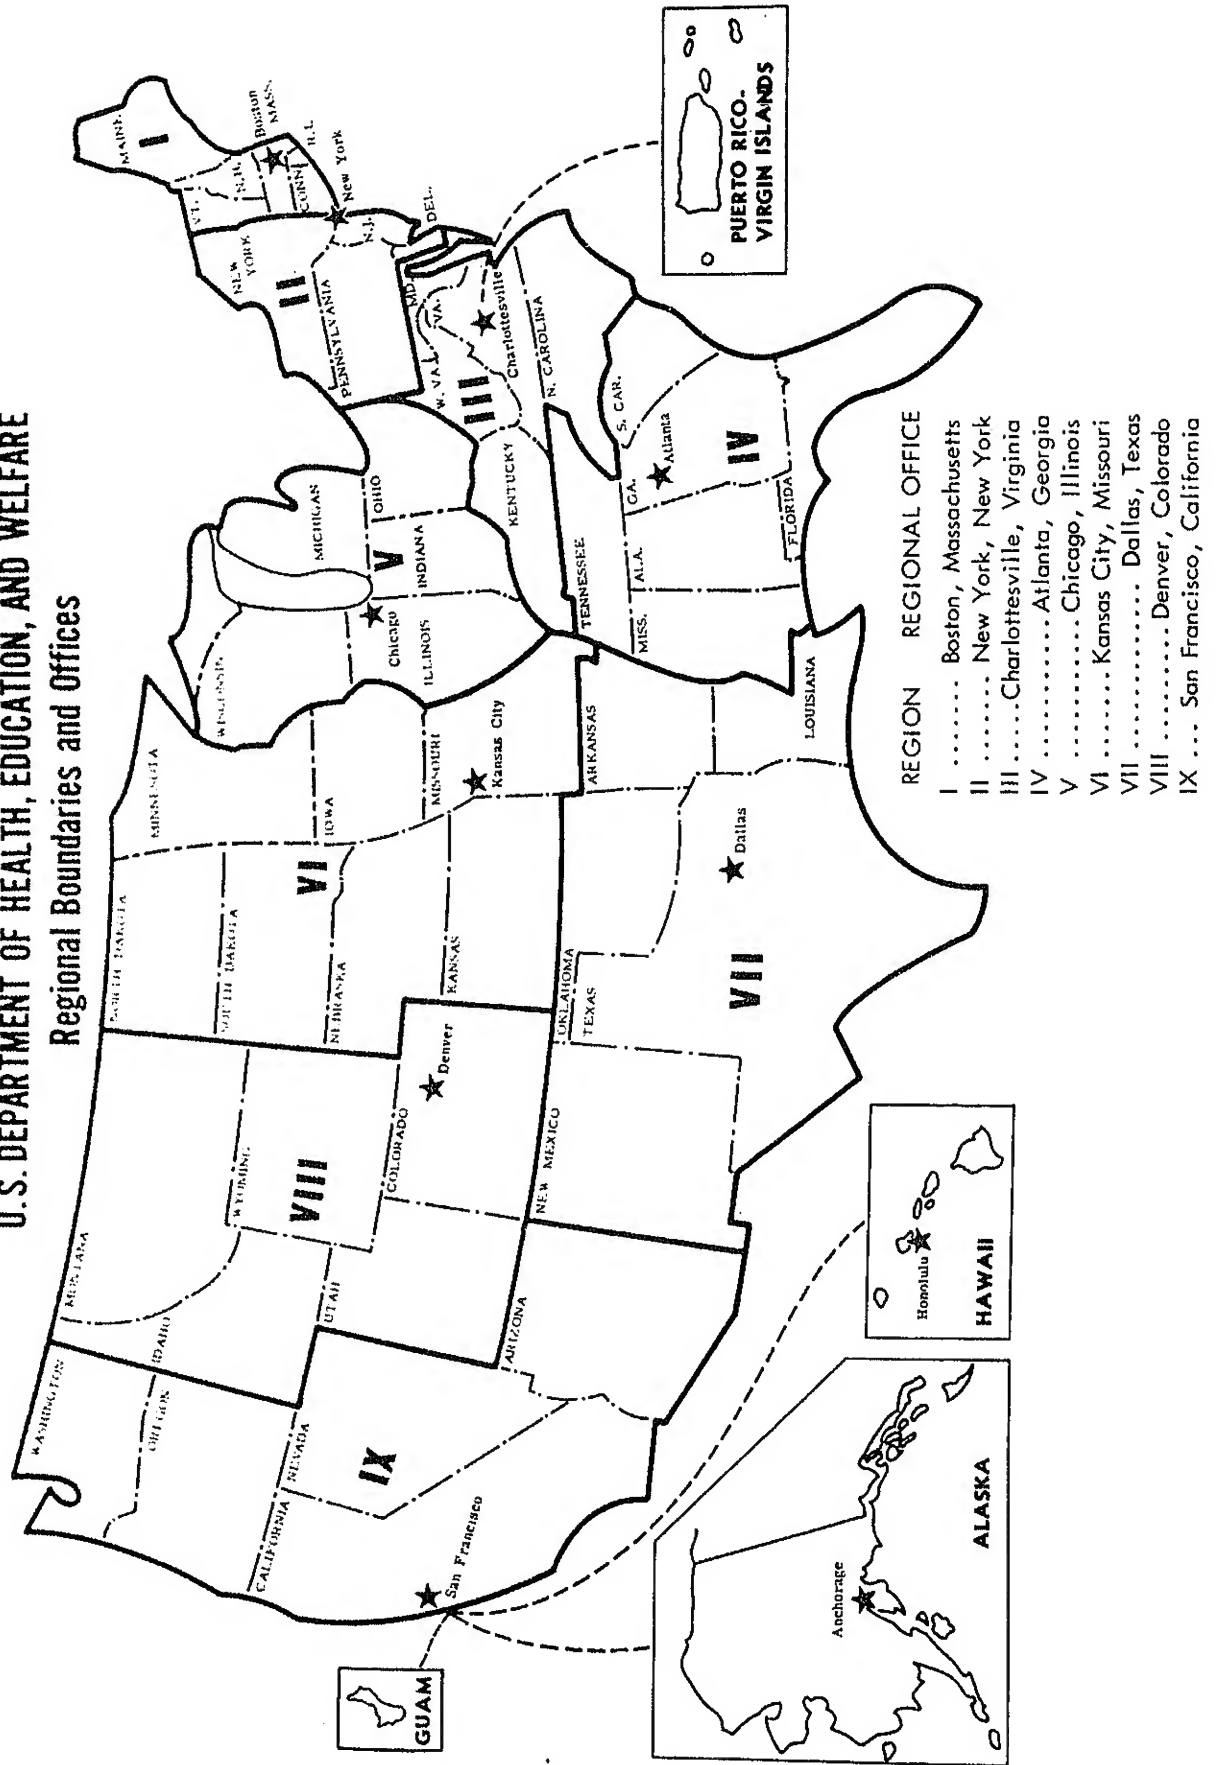 U.S. DEPARTMENT OF HEALTH, EDUCATION, AND WELFARE
Regional Boundaries and Offices
WASHINGTON
OREGON
IDAHO
MONTANA
WYOMING
CALIFORNIA
NEVADA
UTAH
COLORADO
ARIZONA
NEW MEXICO
NORTH DAKOTA
SOUTH DAKOTA
NEBRASKA
KANSAS
OKLAHOMA
TEXAS
MINNESOTA
IOWA
MISSOURI
ARKANSAS
LOUISIANA
WISCONSIN
ILLINOIS
MICHIGAN
INDIANA
OHIO
KENTUCKY
TENNESSEE
MISS.
ALA.
GA.
FLORIDA
S. CAR.
N. CAROLINA
W. VA.
VA.
MD.
DEL.
PENNSYLVANIA
N.J.
NEW
YORK
CONN.
R.I.
MASS.
VT.
N.H.
MAINE
I
II
III
IV
V
VI
VII
VIII
IX
Boston
New York
Charlottesville
Atlanta
Chicago
Kansas City
Dallas
Denver
San Francisco
GUAM
Anchorage
ALASKA
Honolulu
HAWAII
PUERTO RICO-
VIRGIN ISLANDS
REGION REGIONAL OFFICE
I ....... Boston, Massachusetts
II ....... New York, New York
III .....Charlottesville, Virginia
IV ............Atlanta, Georgia
V ............Chicago, Illinois
VI .......Kansas City, Missouri
VII ............. Dallas, Texas
VIII .........Denver, Colorado
IX ... San Francisco, California